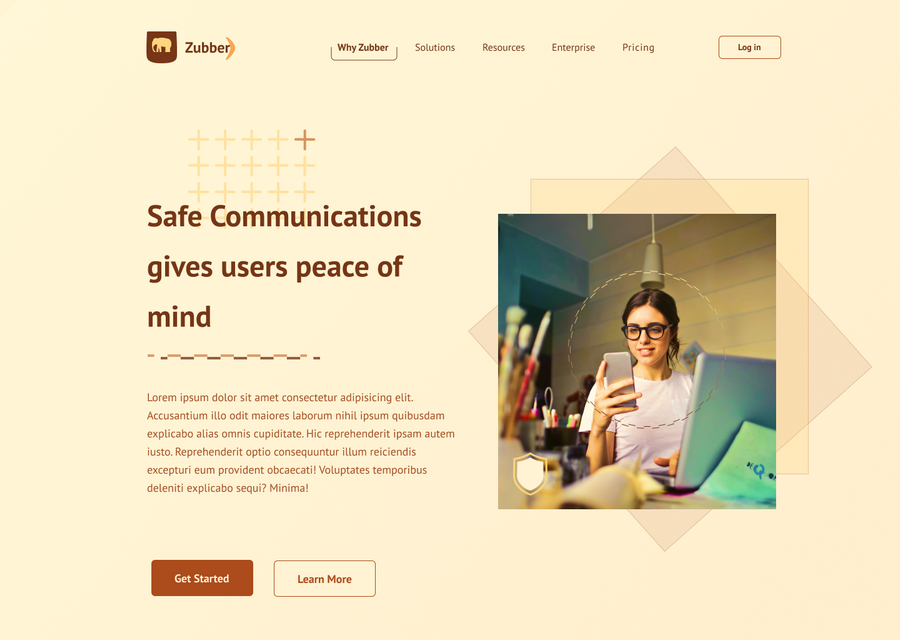 Zubber
Why Zubber
Solutions
Resources
Enterprise
Pricing
Log in
Safe Communications
gives users peace of
mind
Lorem ipsum dolor sit amet consectetur adipisicing elit.
Accusantium illo odit maiores laborum nihil ipsum quibusdam
explicabo alias omnis cupiditate. Hic reprehenderit ipsam autem
iusto. Reprehenderit optio consequuntur illum reiciendis
excepturi eum provident obcaecati! Voluptates temporibus
deleniti explicabo sequi? Minima!
Get Started
Learn More